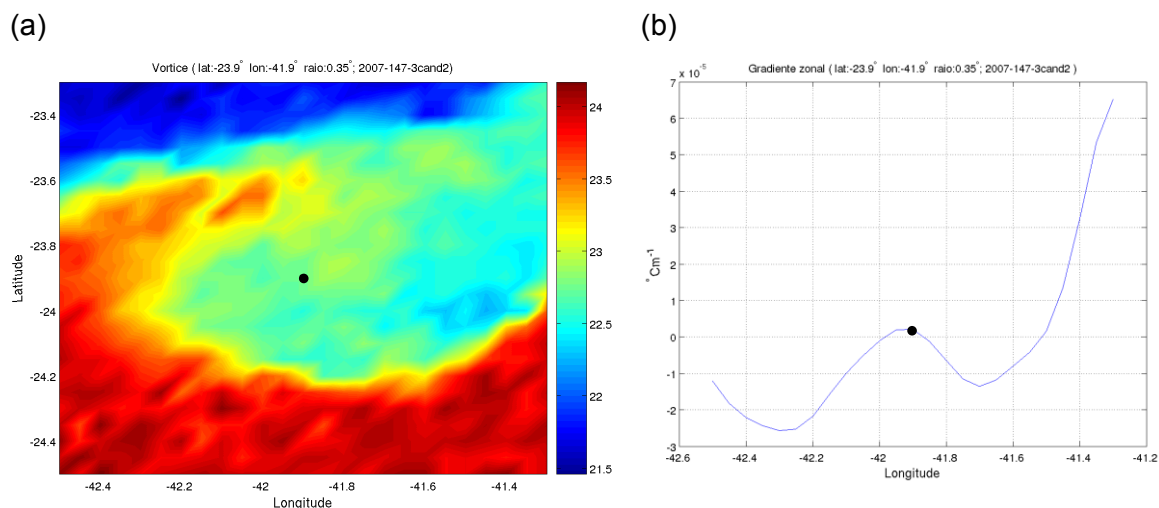 (a)
Vortice ( lat:-23.9° lon:-41.9° raio:0.35°; 2007-147-3cand2)
-23.4
-23.6
-23.8
-24
-24.2
-24.4
Latitude
-42.4 -42.2 -42 -41.8 -41.6 -41.4
Longitude
24
23.5
23
22.5
22
21.5
(b)
Gradiente zonal ( lat:-23.9° lon:-41.9° raio:0.35°; 2007-147-3cand2 )
x 10⁻⁵
7
6
5
4
3
2
1
0
-1
-2
-3
°Cm⁻¹
-42.6 -42.4 -42.2 -42 -41.8 -41.6 -41.4 -41.2
Longitude